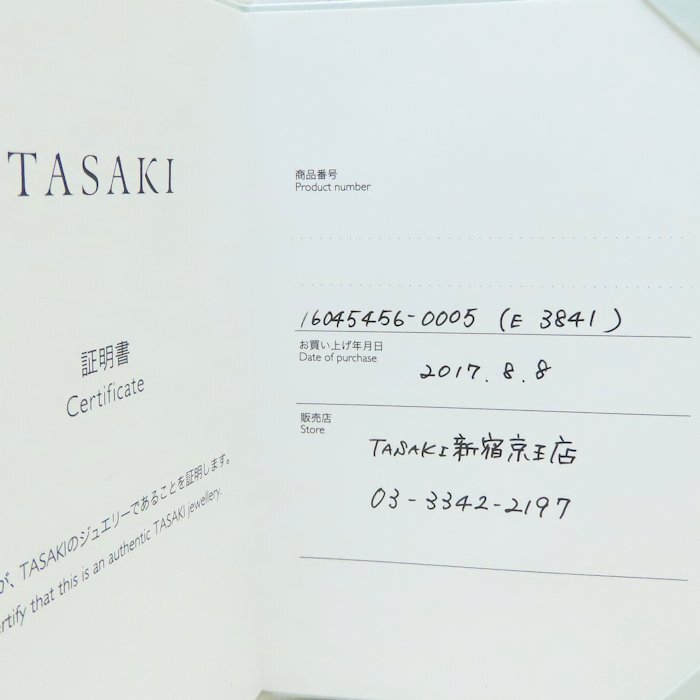 TASAKI
証明書
Certificate
が、TASAKIのジュエリーであることを証明します。
certify that this is an authentic TASAKI jewellery.
商品番号
Product number
16045456-0005 (E 3841)
お買い上げ年月日
Date of purchase
2017.8.8
販売店
Store
TASAKI新宿京王店
03-3342-2197